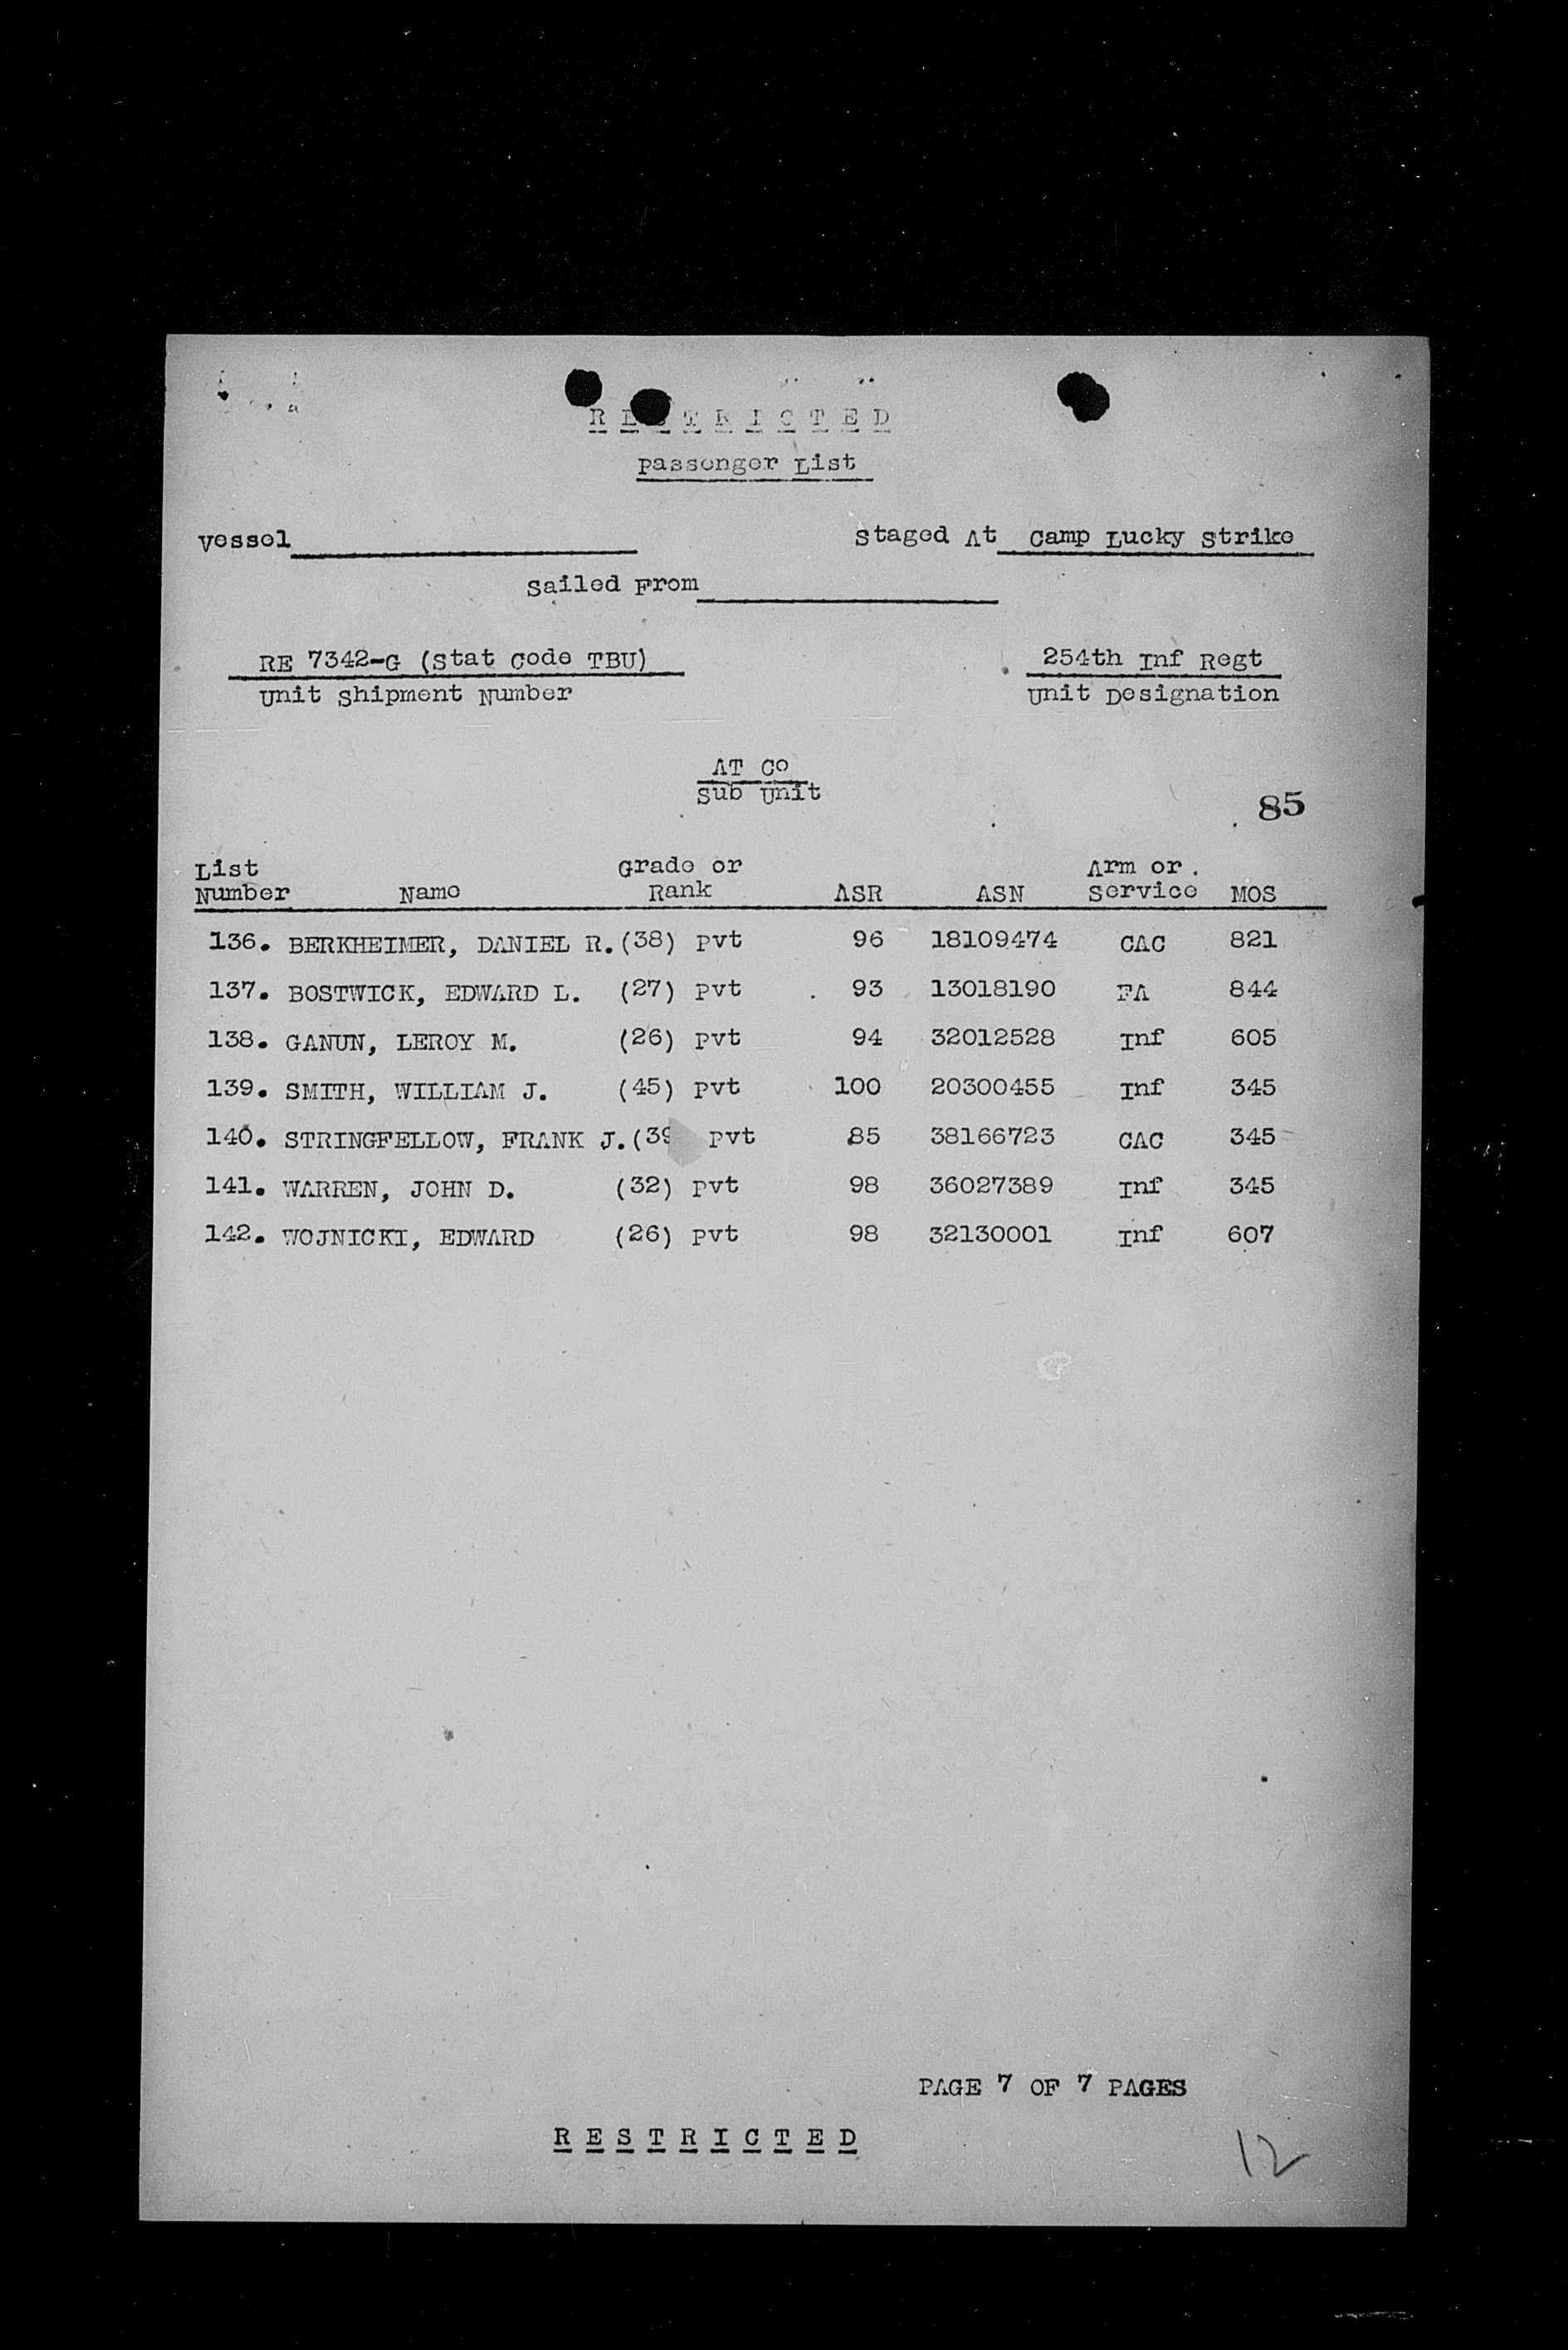 RESTRICTED
Passenger List
Vessel Staged At Camp Lucky Strike
Sailed From
RE 7342-G (Stat Code TBU) 254th Inf Regt
Unit Shipment Number Unit Designation
AT Co
Sub Unit
85
List Grade or Arm or
Number Name Rank ASR ASN Service MOS
136. BERKHEIMER, DANIEL R. (38) Pvt 96 18109474 CAC 821
137. BOSTWICK, EDWARD L. (27) Pvt 93 13018190 FA 844
138. GANUN, LEROY M. (26) Pvt 94 32012528 Inf 605
139. SMITH, WILLIAM J. (45) Pvt 100 20300455 Inf 345
140. STRINGFELLOW, FRANK J. (39 Pvt 85 38166723 CAC 345
141. WARREN, JOHN D. (32) Pvt 98 36027389 Inf 345
142. WOJNICKI, EDWARD (26) Pvt 98 32130001 Inf 607
PAGE 7 OF 7 PAGES
RESTRICTED
12